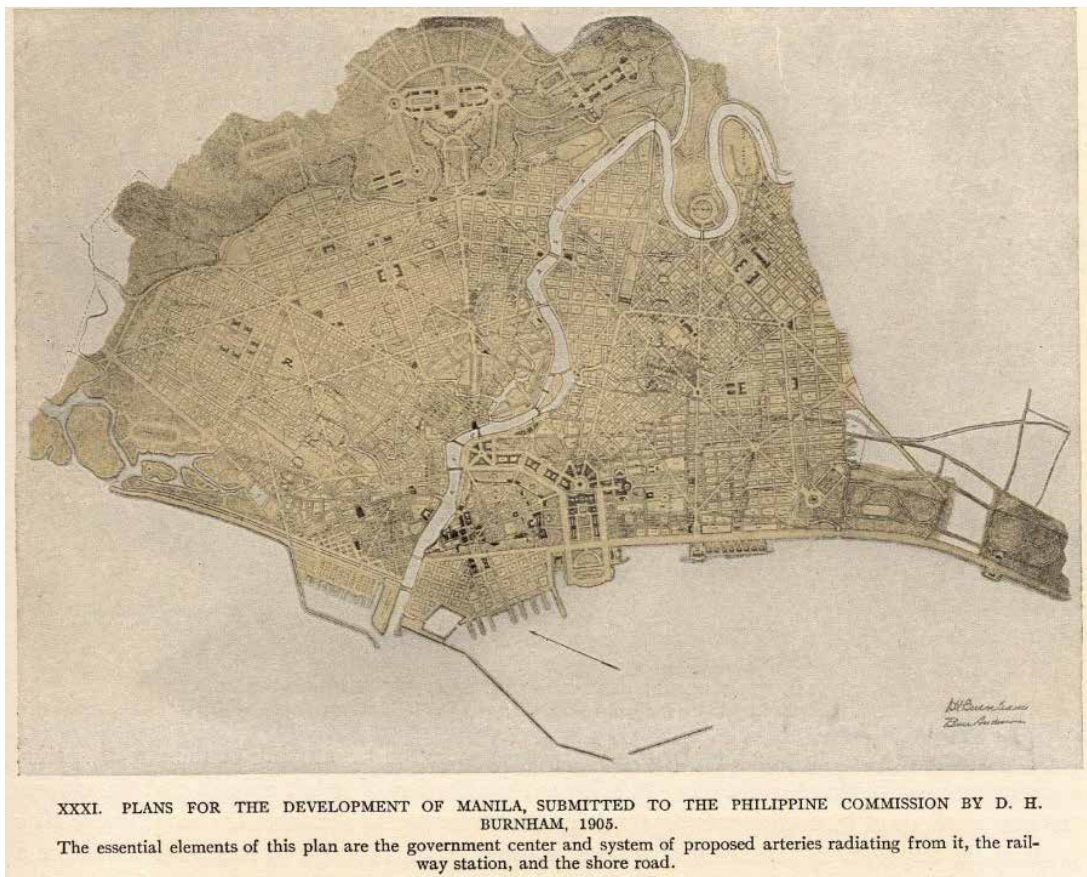 D H Burnham
XXXI. PLANS FOR THE DEVELOPMENT OF MANILA, SUBMITTED TO THE PHILIPPINE COMMISSION BY D. H.
BURNHAM, 1905.
The essential elements of this plan are the government center and system of proposed arteries radiating from it, the rail-
way station, and the shore road.